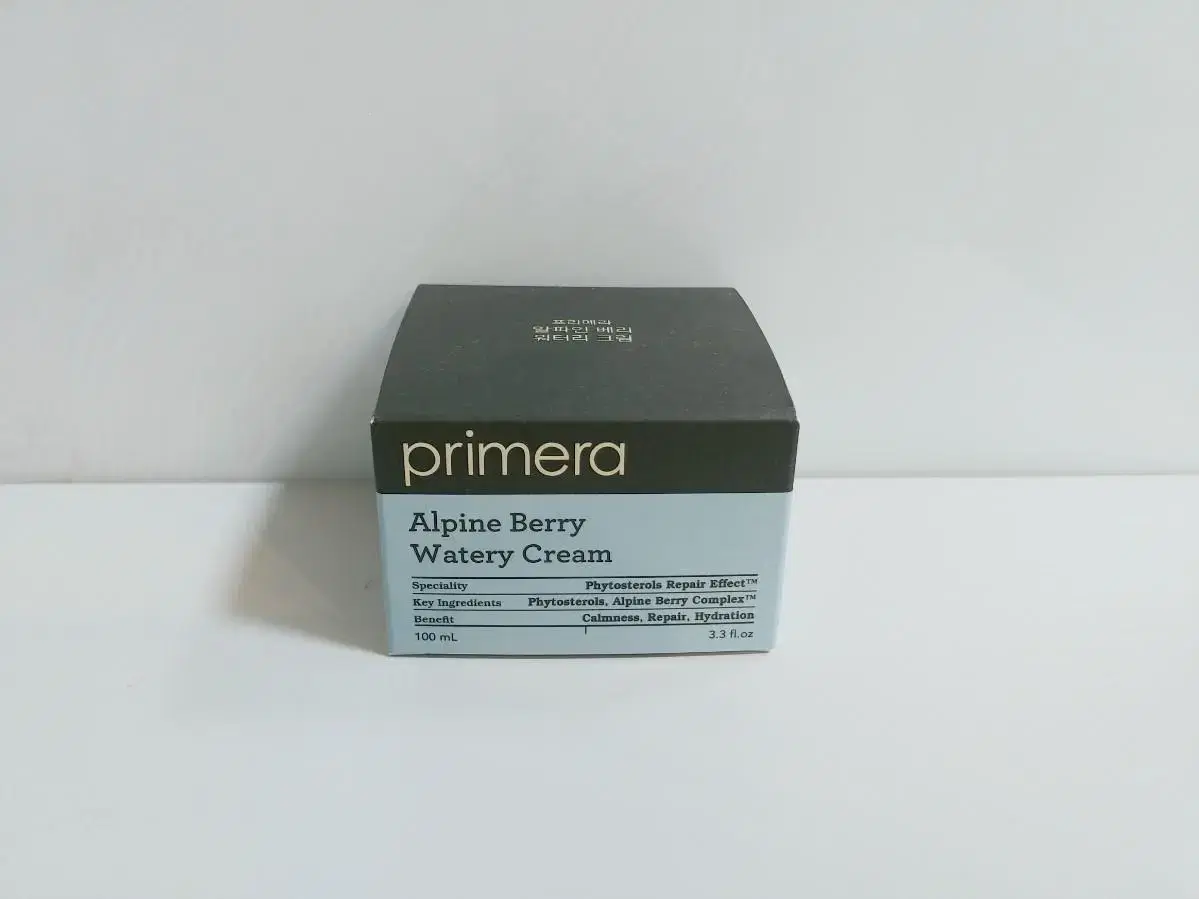 프리메라
알파인 베리
워터리 크림
primera
Alpine Berry
Watery Cream
Speciality Phytosterols Repair Effect™
Key Ingredients Phytosterols, Alpine Berry Complex™
Benefit Calmness, Repair, Hydration
100 mL 3.3 fl.oz